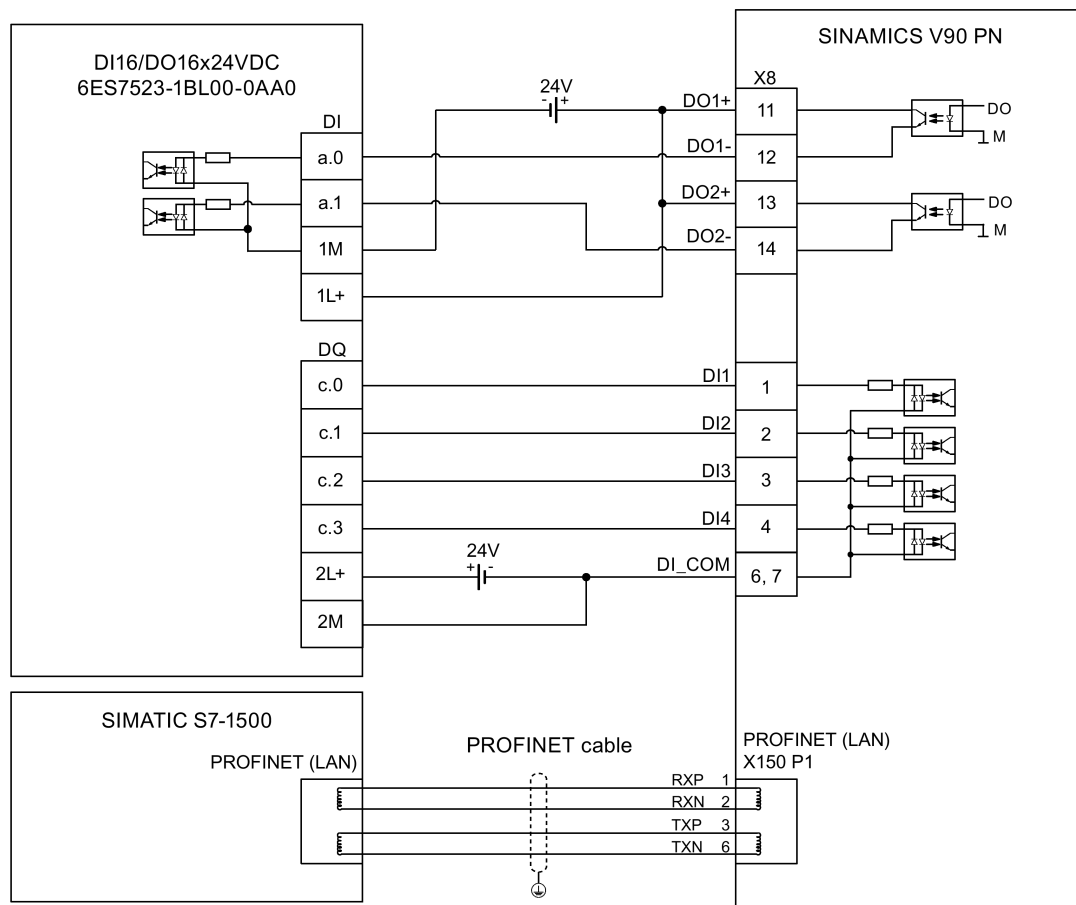 DI16/DO16x24VDC
6ES7523-1BL00-0AA0
SINAMICS V90 PN
X8
DI
24V
- +
DO1+
11
DO
M
a.0
DO1-
12
a.1
DO2+
13
DO
M
1M
DO2-
14
1L+
DQ
c.0
DI1
1
c.1
DI2
2
c.2
DI3
3
c.3
DI4
4
2L+
24V
+ -
DI_COM
6, 7
2M
SIMATIC S7-1500
PROFINET (LAN)
PROFINET cable
PROFINET (LAN)
X150 P1
RXP 1
RXN 2
TXP 3
TXN 6